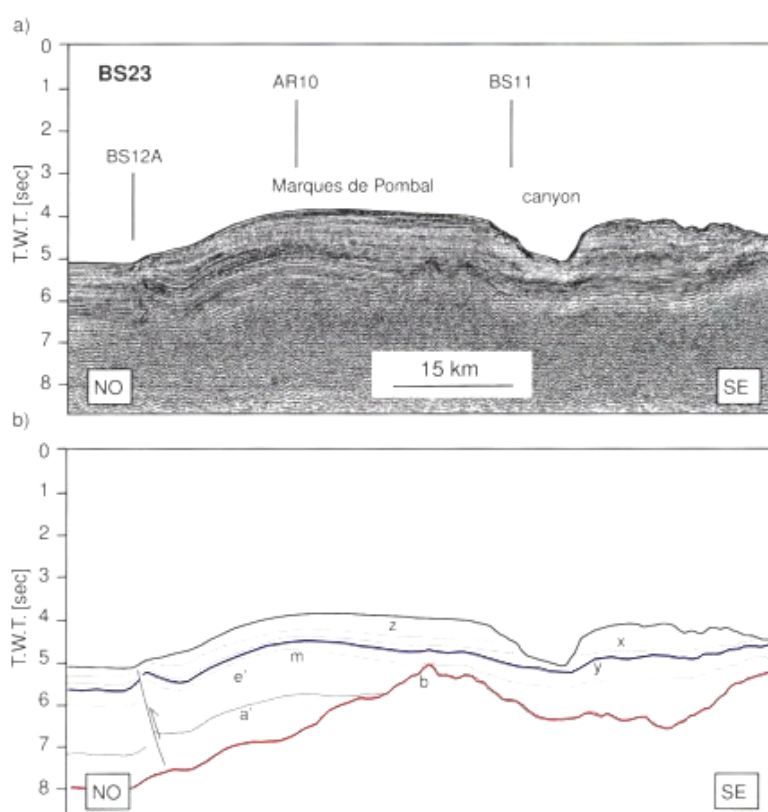 a)
0
BS23
AR10
BS11
1
2
BS12A
3
Marques de Pombal
canyon
4
5
6
7
15 km
8
NO
SE
T.W.T. [sec]
b)
0
1
2
3
4
z
x
5
m
y
e'
b
6
a'
7
8
NO
SE
T.W.T. [sec]